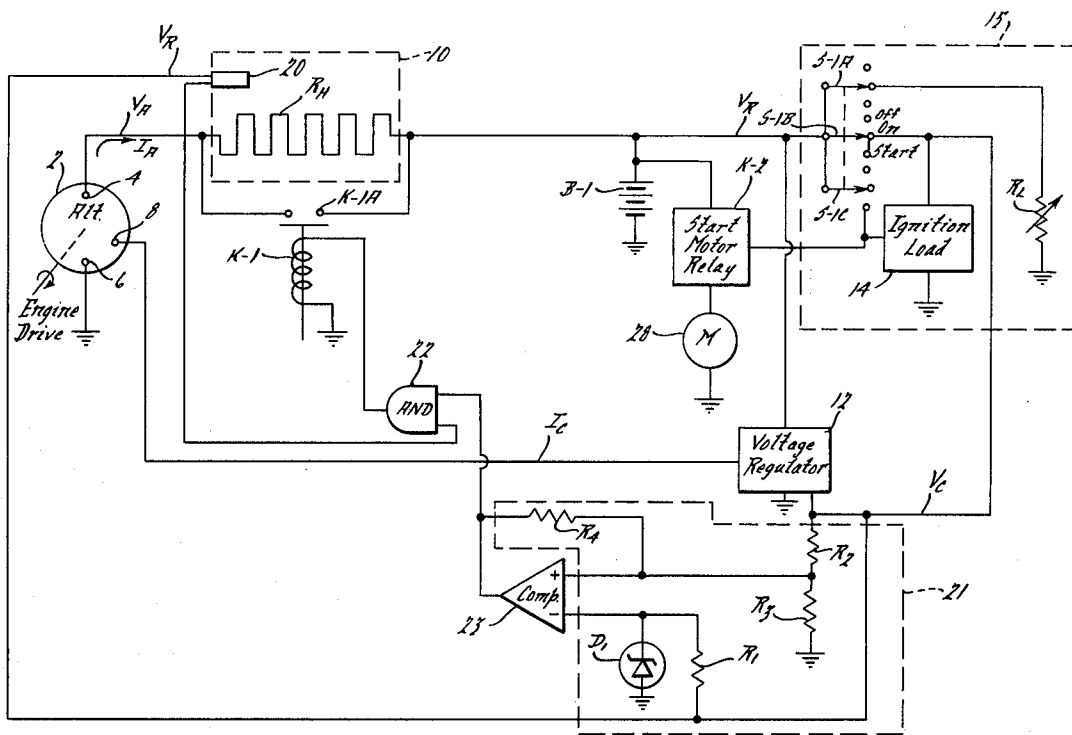 15
V_R
20
10
R_H
V_A
I_A
V_R
S-1A
Off
S-1B
On
Start
2
4
Alt.
8
6
Engine
Drive
K-1A
K-1
B-1
K-2
Start
Motor
Relay
S-1C
Ignition
Load
14
R_L
28
M
22
AND
I_C
12
Voltage
Regutator
V_C
R_4
R_2
+
Comp.
-
23
R_3
21
D_1
R_1